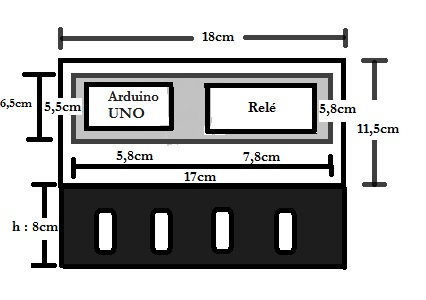 18cm
6,5cm
5,5cm
Arduino
UNO
Relé
5,8cm
11,5cm
5,8cm
7,8cm
17cm
h : 8cm